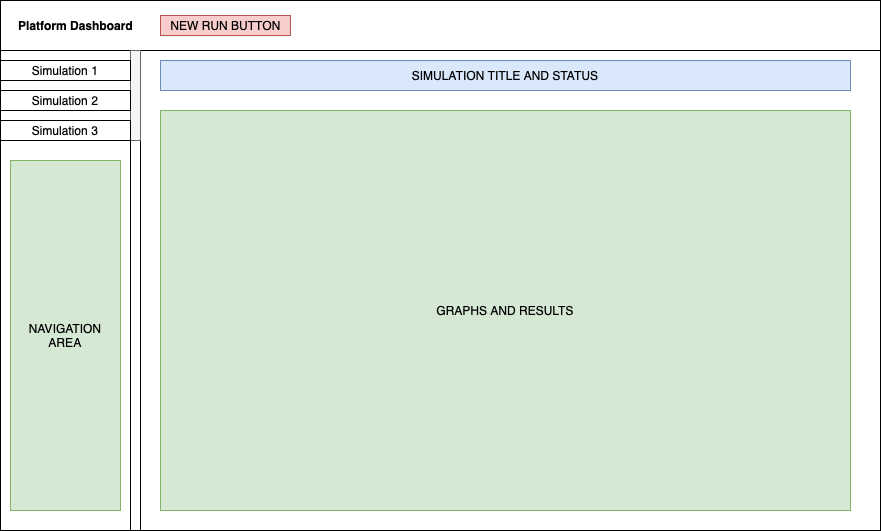 Platform Dashboard
NEW RUN BUTTON
Simulation 1
Simulation 2
Simulation 3
SIMULATION TITLE AND STATUS
GRAPHS AND RESULTS
NAVIGATION
AREA